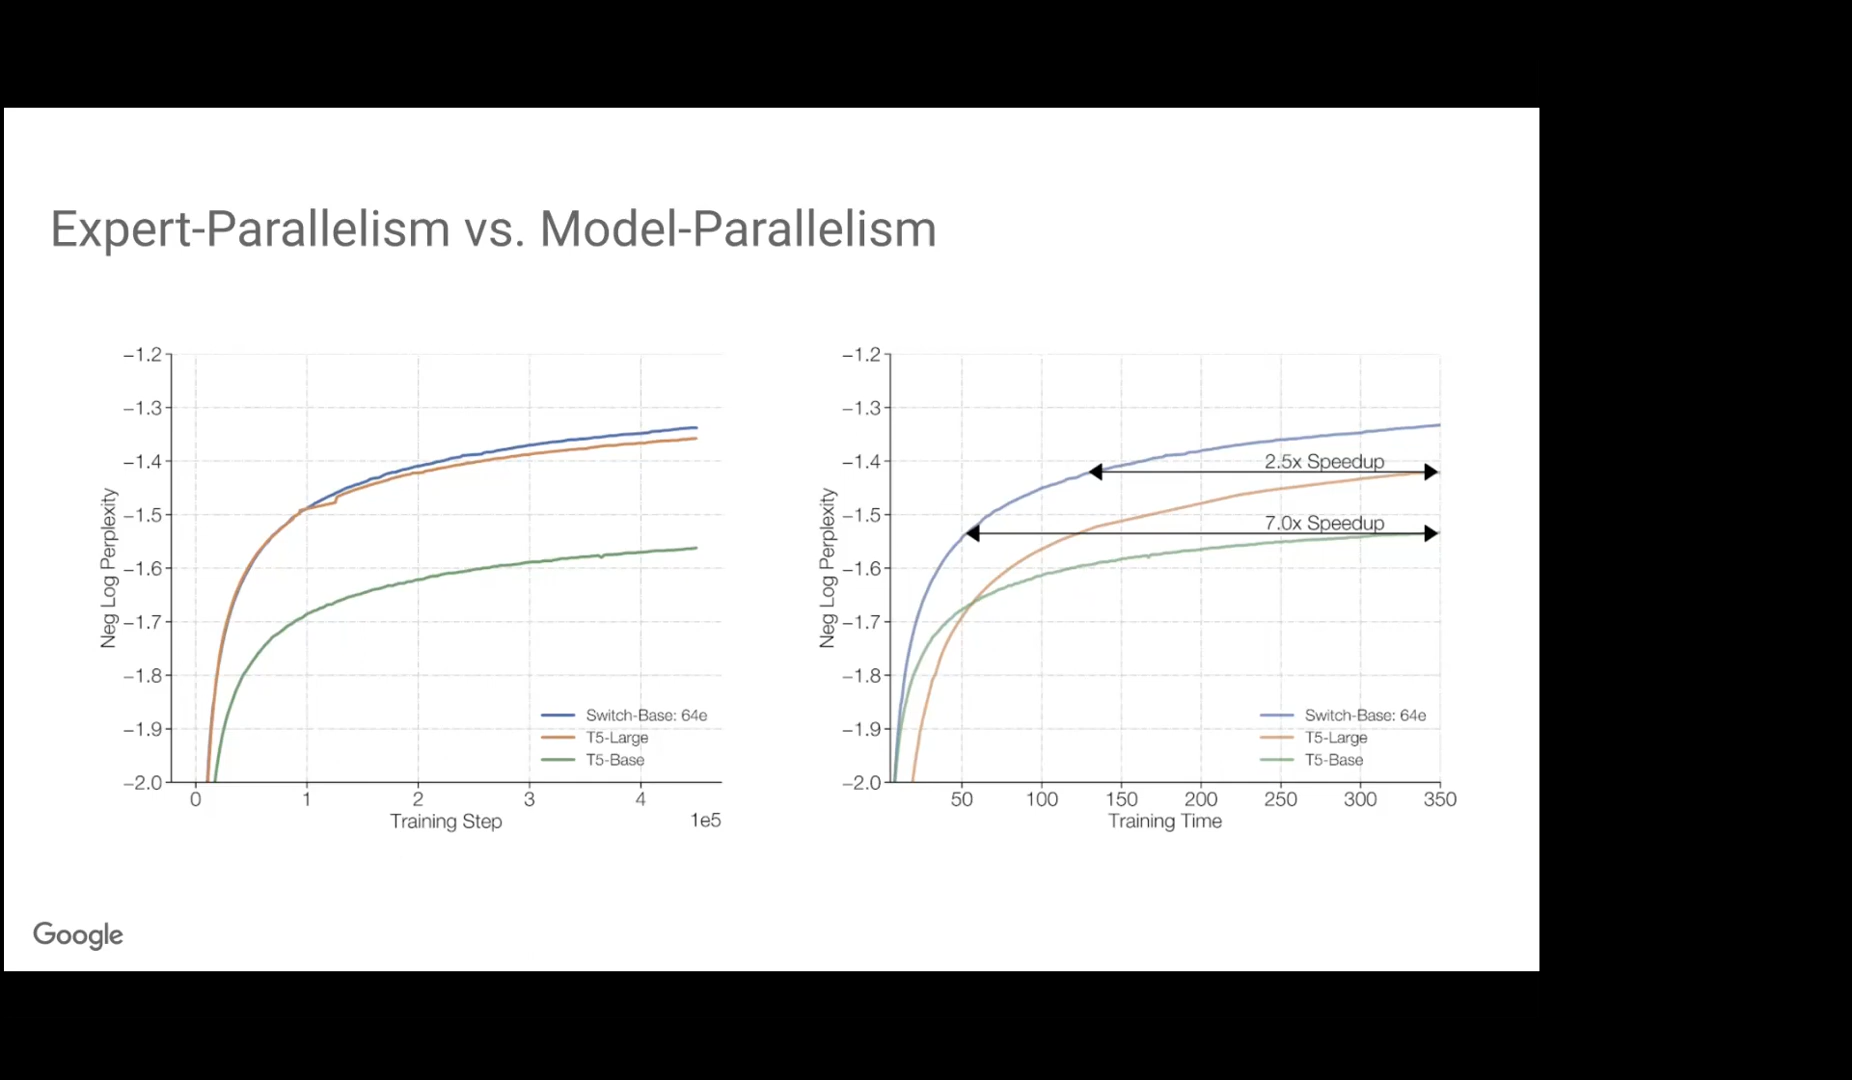 Expert-Parallelism vs. Model-Parallelism
−1.2
−1.3
−1.4
−1.5
−1.6
−1.7
−1.8
−1.9
−2.0
Neg Log Perplexity
Switch-Base: 64e
T5-Large
T5-Base
0 1 2 3 4
Training Step 1e5
−1.2
−1.3
−1.4
−1.5
−1.6
−1.7
−1.8
−1.9
−2.0
Neg Log Perplexity
2.5x Speedup
7.0x Speedup
Switch-Base: 64e
T5-Large
T5-Base
50 100 150 200 250 300 350
Training Time
Google